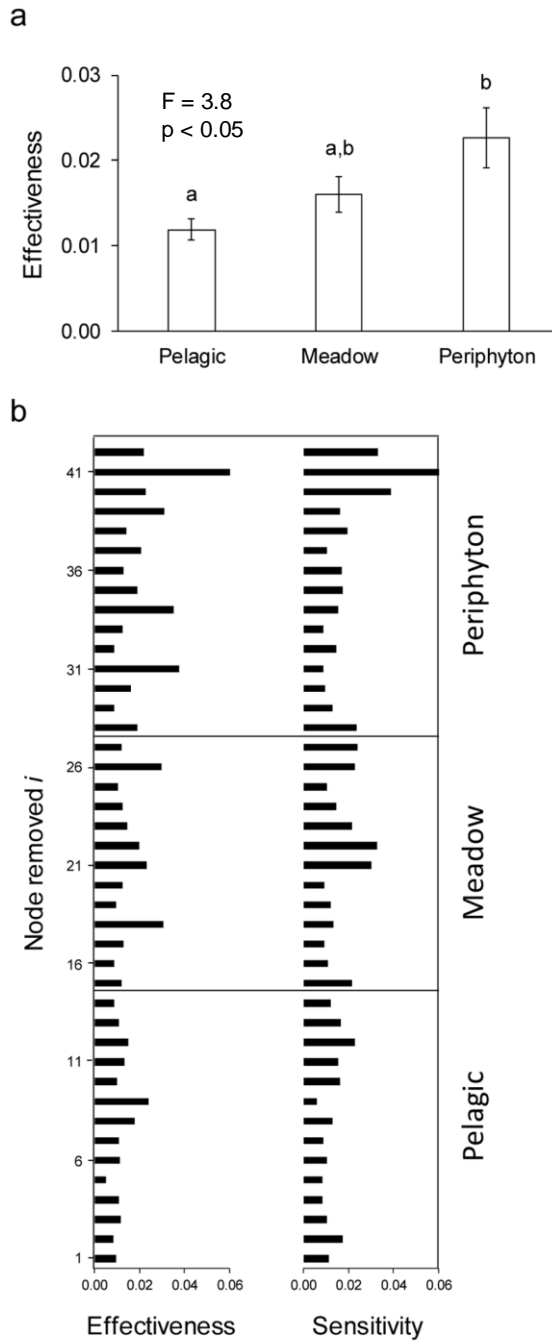 a
0.03
0.02
0.01
0.00
Effectiveness
F = 3.8
p < 0.05
a
a,b
b
Pelagic Meadow Periphyton
b
41
36
31
26
21
16
11
6
1
Node removed i
Periphyton
Meadow
Pelagic
0.00 0.02 0.04 0.06 0.00 0.02 0.04 0.06
Effectiveness Sensitivity